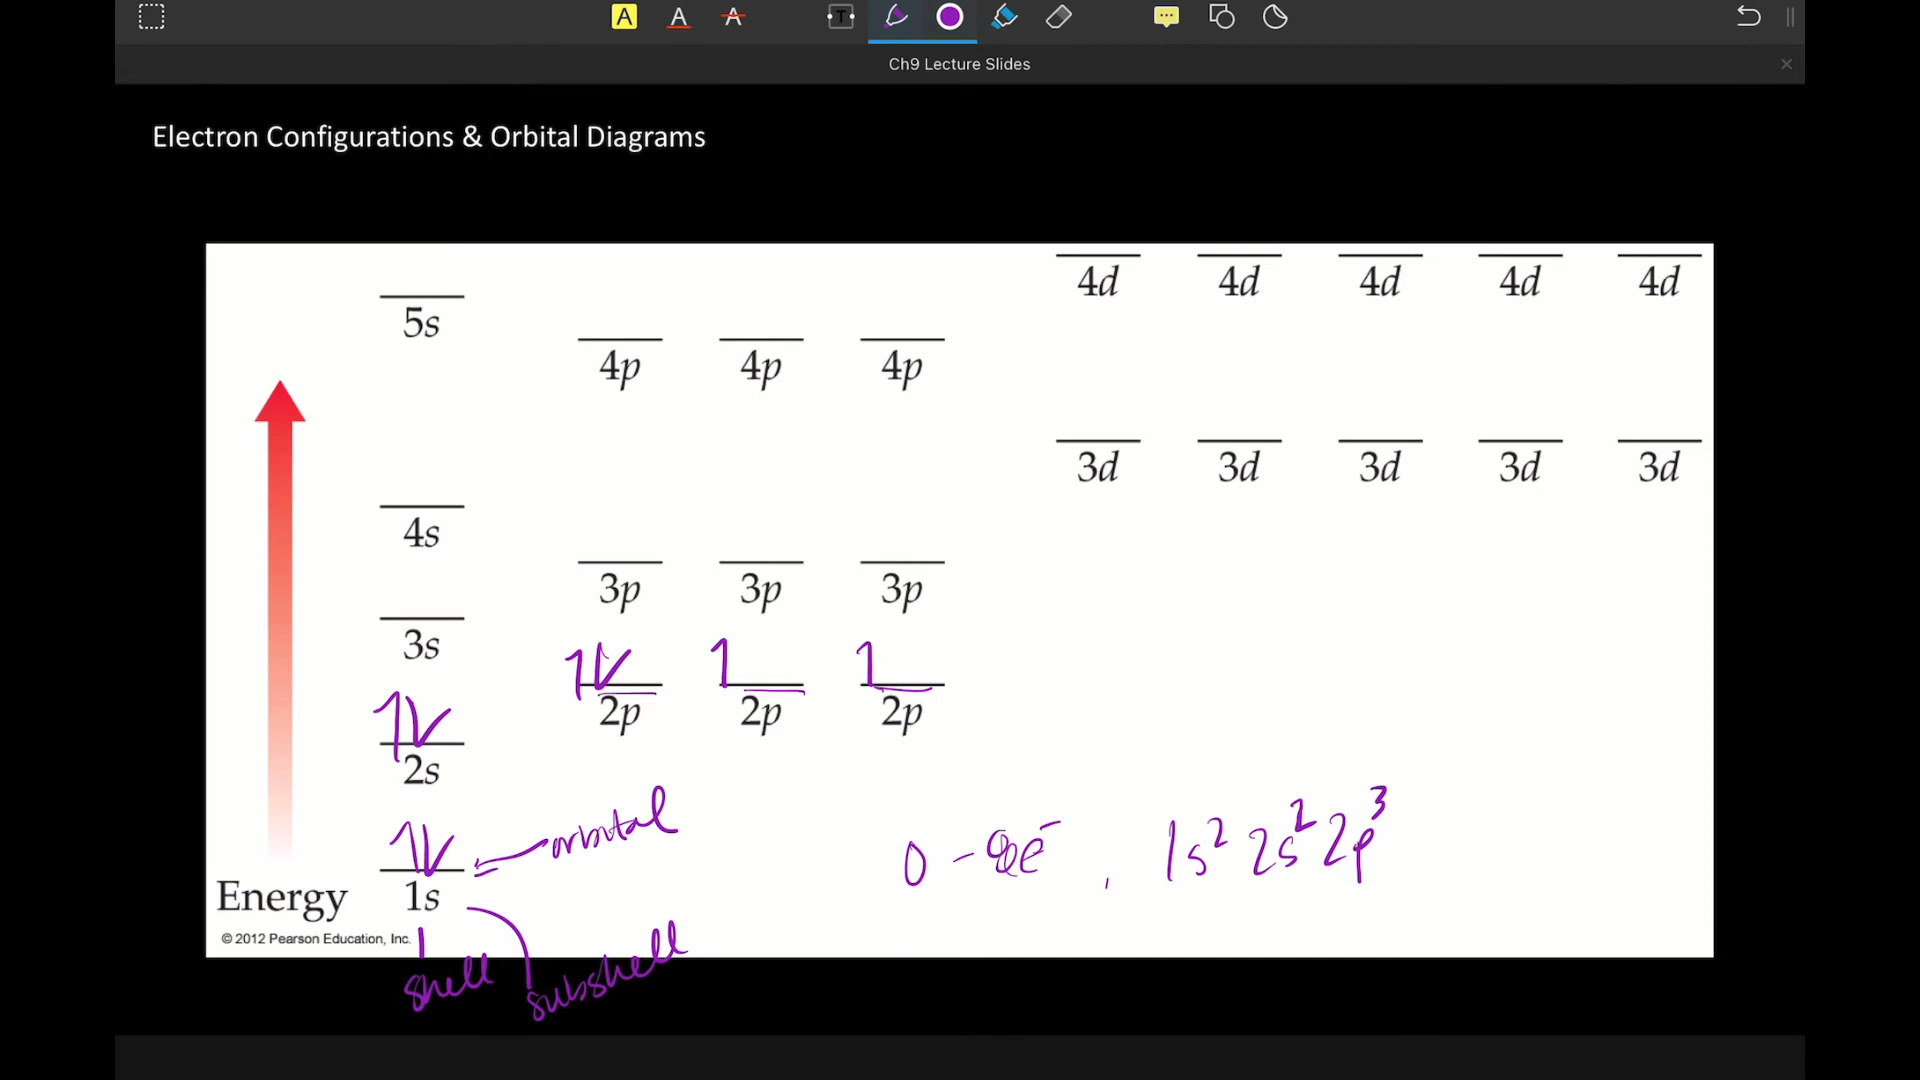 Ch9 Lecture Slides
Electron Configurations & Orbital Diagrams
4d 4d 4d 4d 4d
5s
4p 4p 4p
3d 3d 3d 3d 3d
4s
3p 3p 3p
3s
2p 2p 2p
2s
orbital
O - 8e⁻, 1s² 2s² 2p³
1s
Energy
© 2012 Pearson Education, Inc.
shell subshell